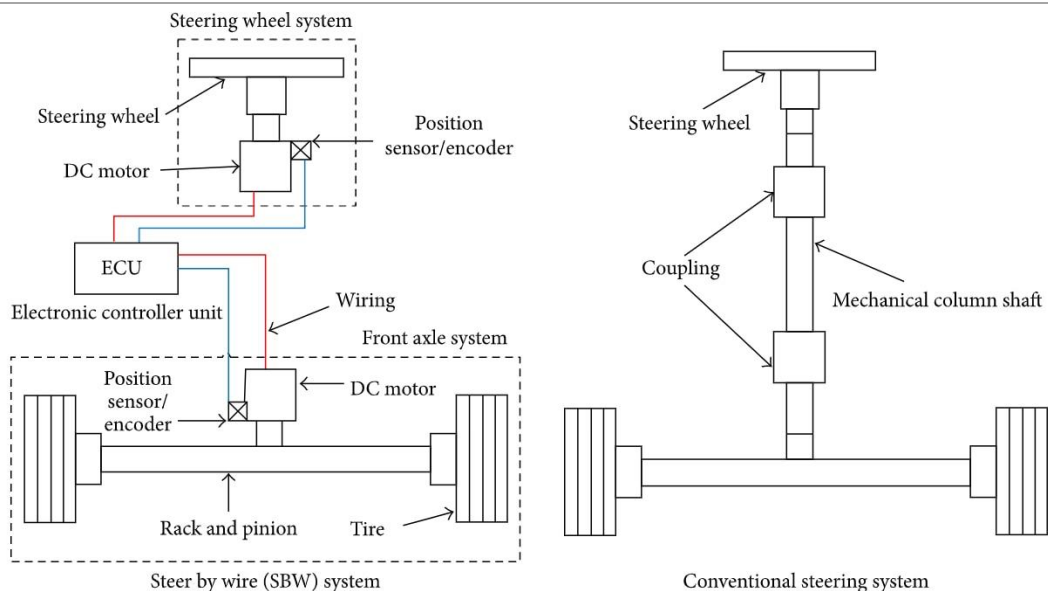 Steering wheel system
Steering wheel
Position
sensor/encoder
DC motor
ECU
Electronic controller unit
Wiring
Front axle system
Position
sensor/
encoder
DC motor
Rack and pinion
Tire
Steer by wire (SBW) system
Steering wheel
Coupling
Mechanical column shaft
Conventional steering system